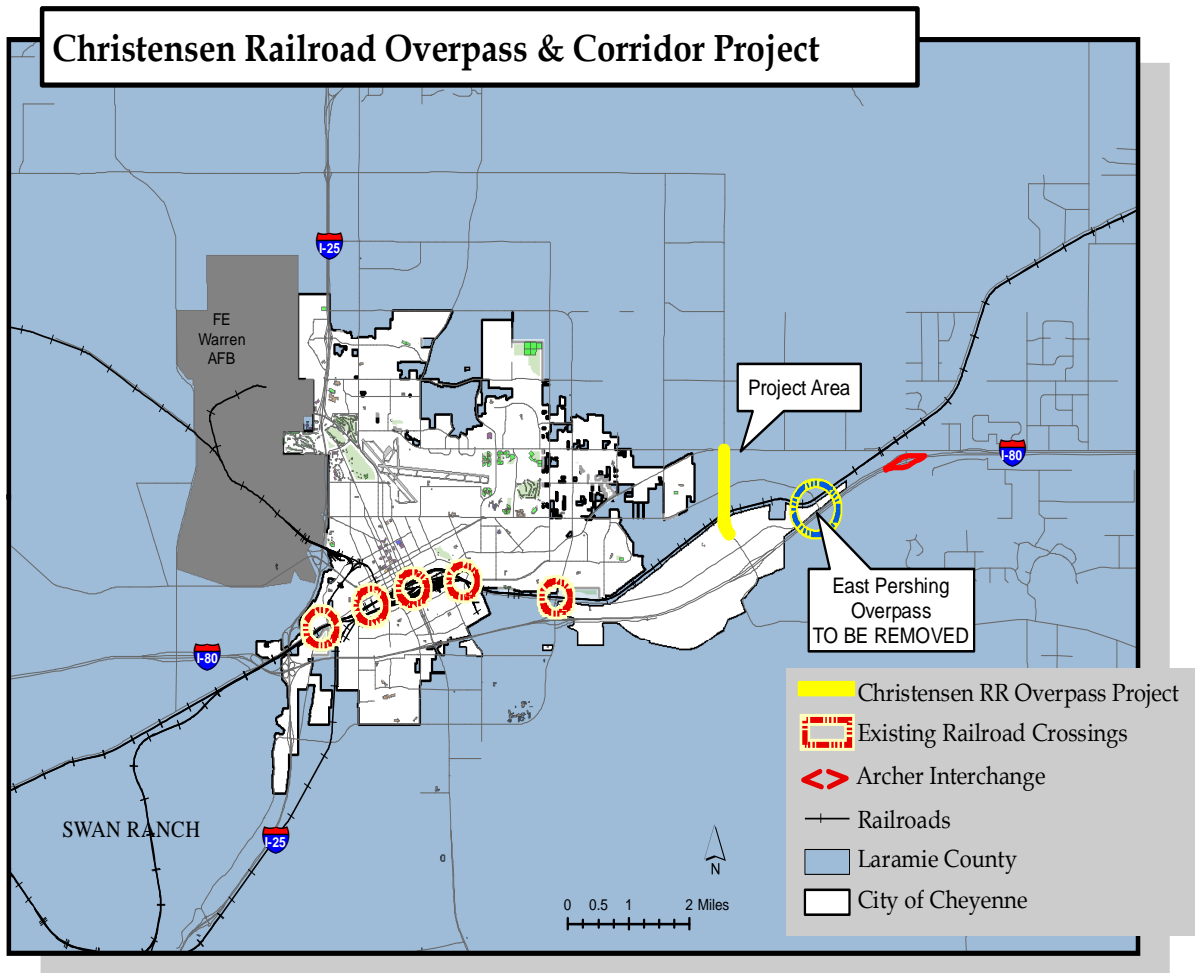 Christensen Railroad Overpass & Corridor Project
I-25
FE
Warren
AFB
Project Area
I-80
East Pershing
Overpass
TO BE REMOVED
I-80
SWAN RANCH
I-25
N
0 0.5 1 2 Miles
Christensen RR Overpass Project
Existing Railroad Crossings
Archer Interchange
Railroads
Laramie County
City of Cheyenne